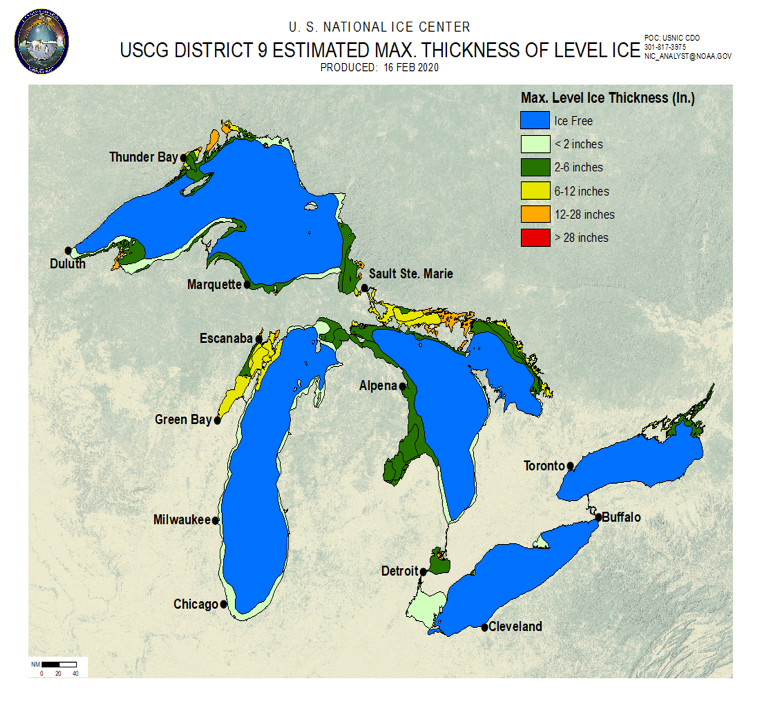 U. S. NATIONAL ICE CENTER
USCG DISTRICT 9 ESTIMATED MAX. THICKNESS OF LEVEL ICE
PRODUCED: 16 FEB 2020
POC: USNIC CDO
301-817-3975
NIC_ANALYST@NOAA.GOV
Max. Level Ice Thickness (In.)
Ice Free
< 2 inches
2-6 inches
6-12 inches
12-28 inches
> 28 inches
Thunder Bay
Duluth
Marquette
Sault Ste. Marie
Escanaba
Alpena
Green Bay
Toronto
Milwaukee
Buffalo
Detroit
Chicago
Cleveland
NM
0 20 40